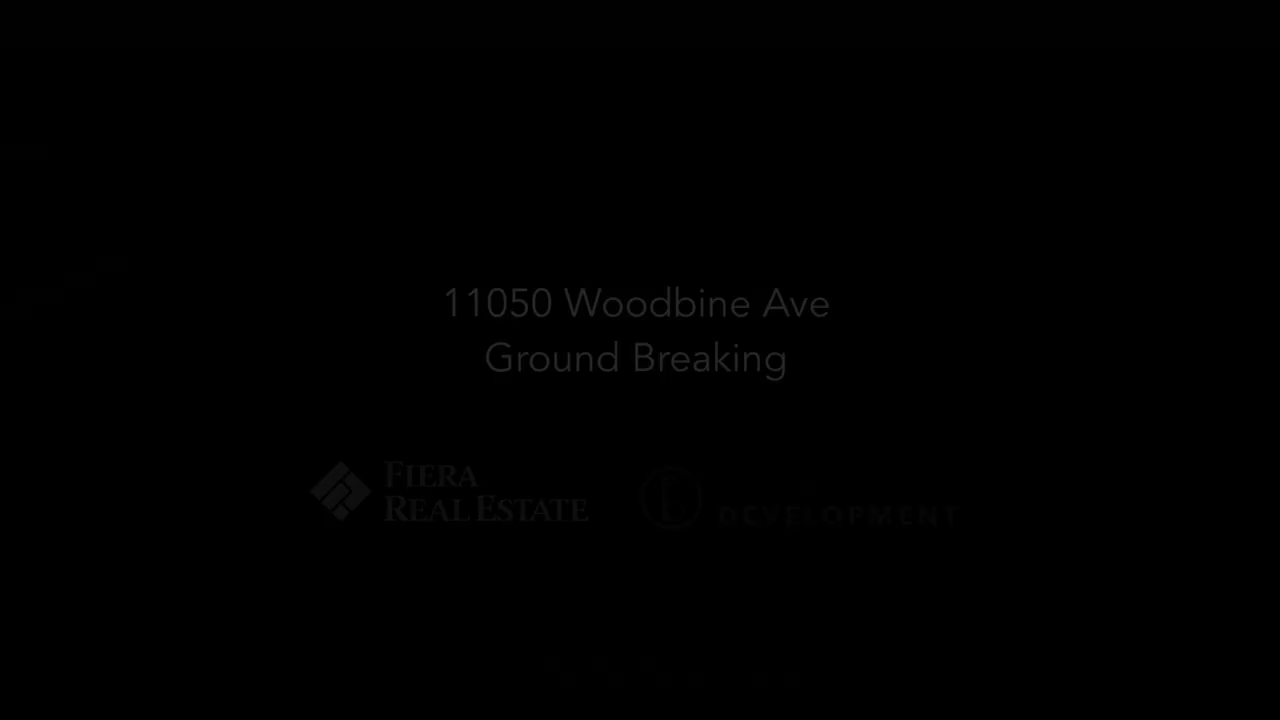 11050 Woodbine Ave
Ground Breaking
FIERA
REAL ESTATE
DEVELOPMENT